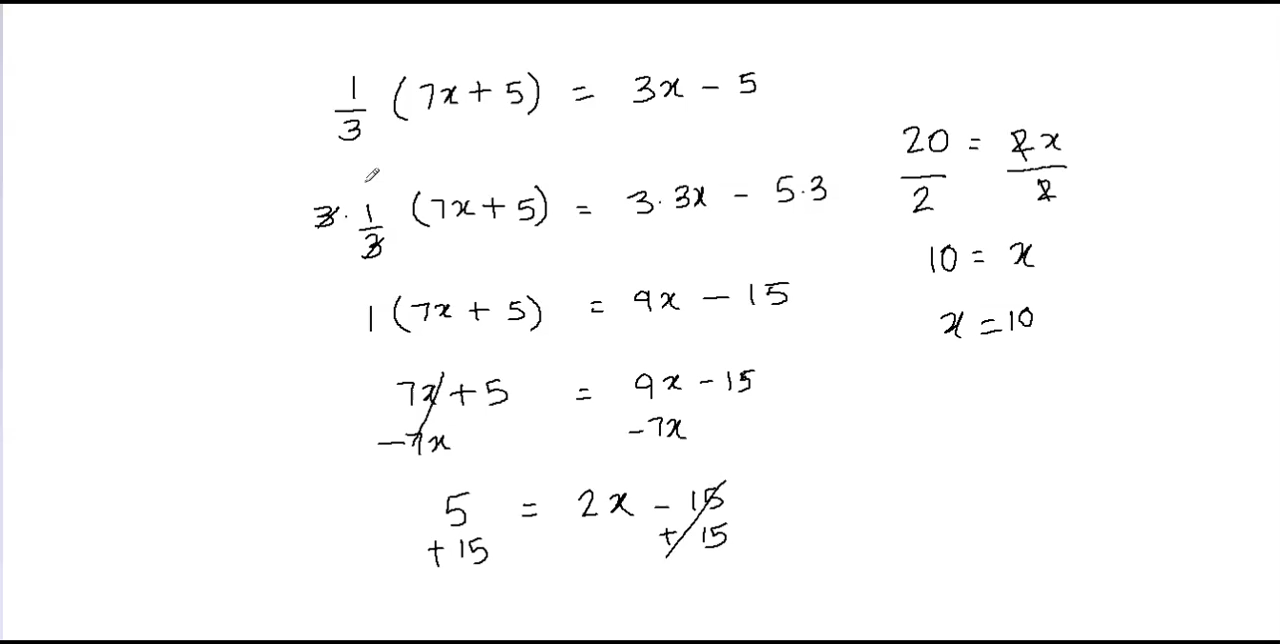 1/3 (7x + 5) = 3x - 5
3 · 1/3 (7x + 5) = 3 · 3x - 5 · 3
1 (7x + 5) = 9x - 15
7x + 5 = 9x - 15
-7x -7x
5 = 2x - 15
+ 15 + 15
20/2 = 2x/2
10 = x
x = 10